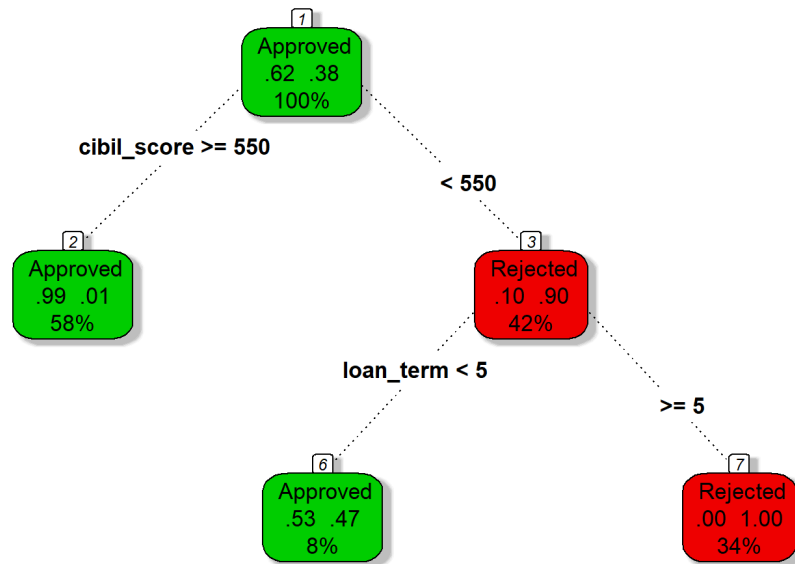 1
Approved
.62 .38
100%
cibil_score >= 550
< 550
2
Approved
.99 .01
58%
3
Rejected
.10 .90
42%
loan_term < 5
>= 5
6
Approved
.53 .47
8%
7
Rejected
.00 1.00
34%